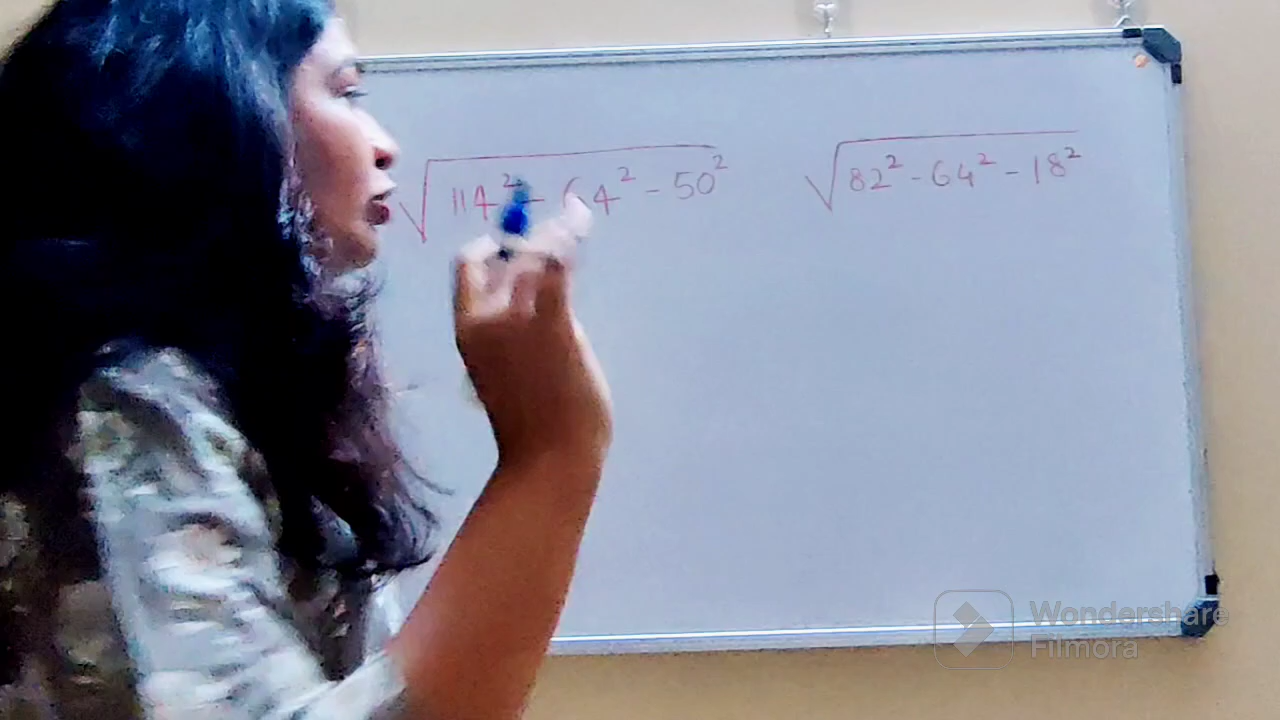 √114² - 64² - 50²
√82² - 64² - 18²
Wondershare
Filmora